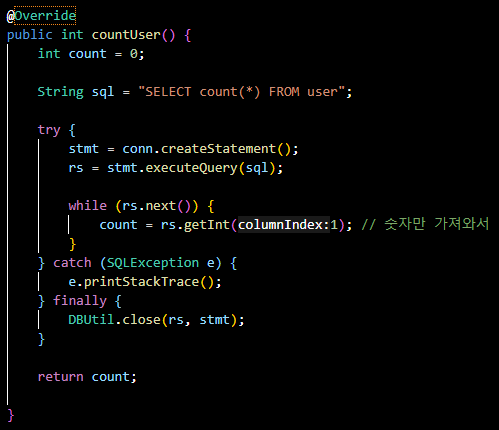 @Override
public int countUser() {
int count = 0;
String sql = "SELECT count(*) FROM user";
try {
stmt = conn.createStatement();
rs = stmt.executeQuery(sql);
while (rs.next()) {
count = rs.getInt(columnIndex:1); // 숫자만 가져와서
}
} catch (SQLException e) {
e.printStackTrace();
} finally {
DBUtil.close(rs, stmt);
}
return count;
}